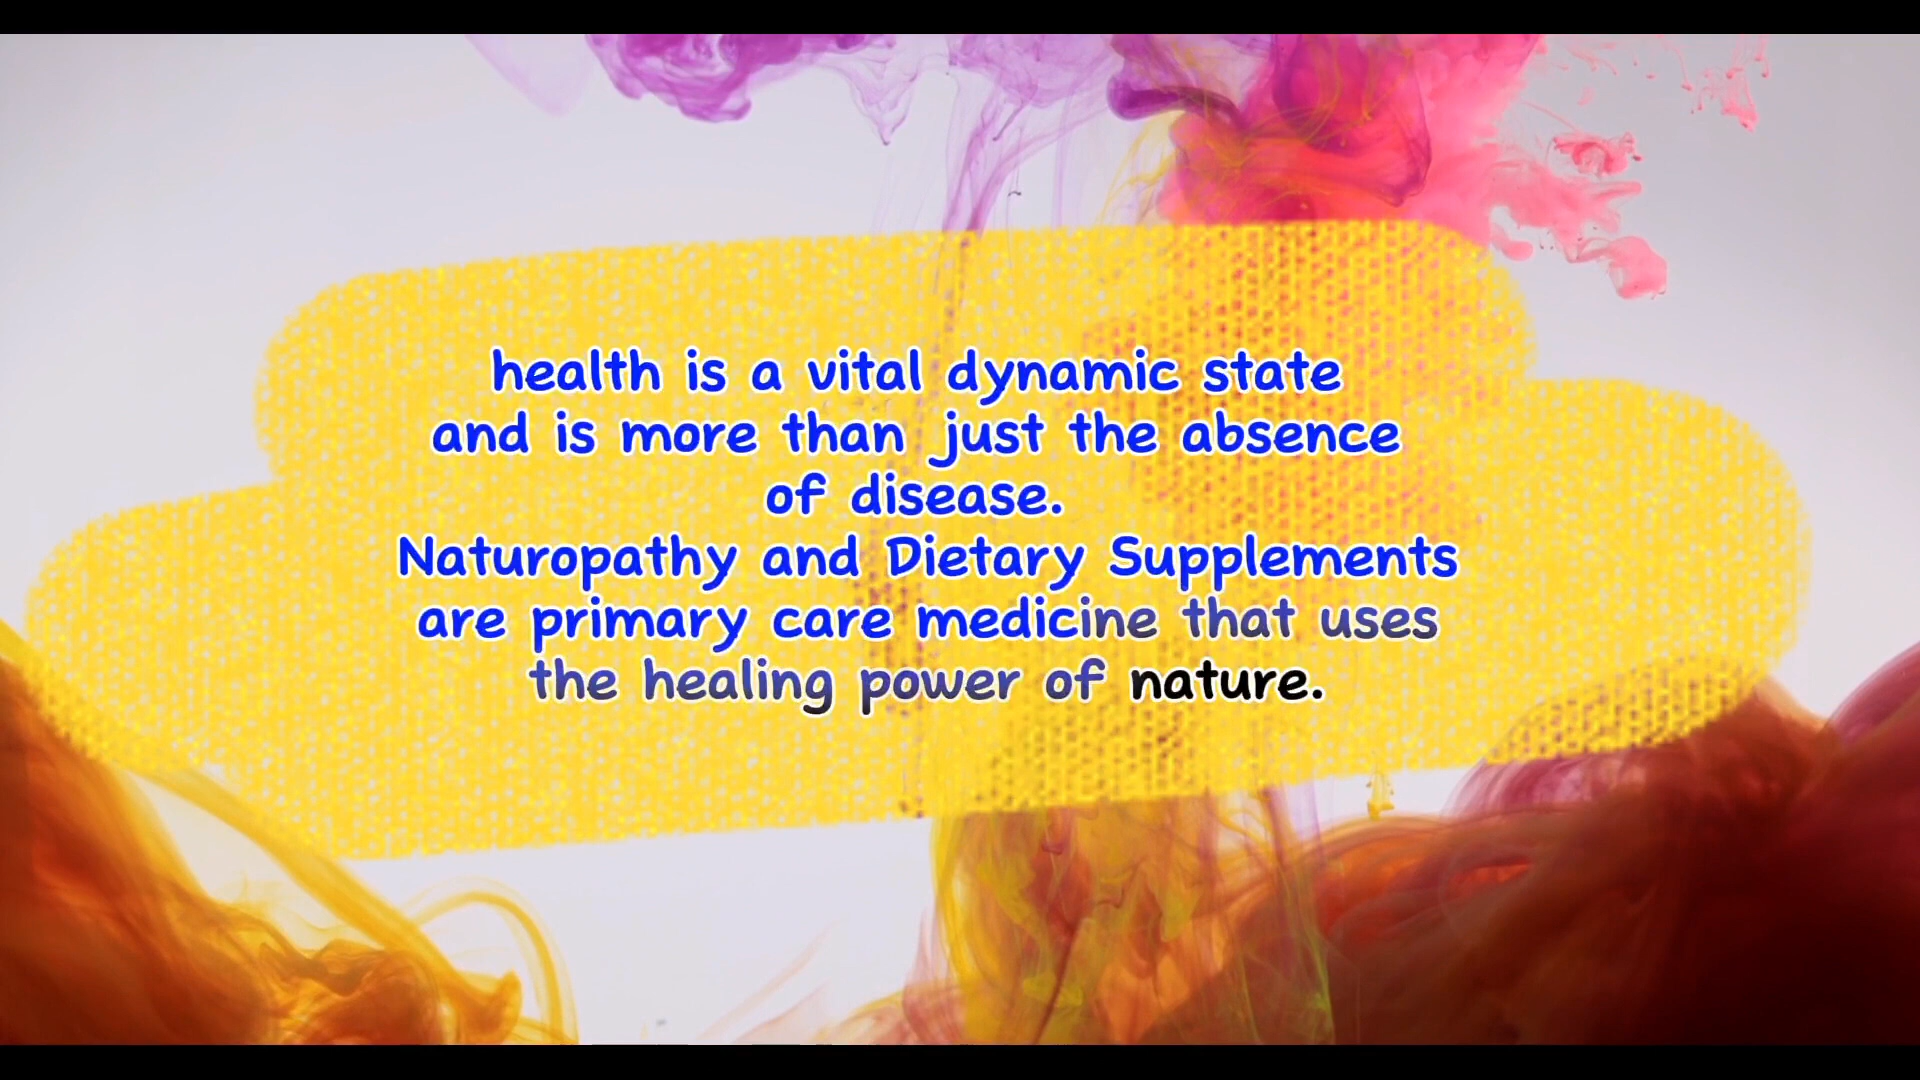 health is a vital dynamic state
and is more than just the absence
of disease.
Naturopathy and Dietary Supplements
are primary care medicine that uses
the healing power of nature.